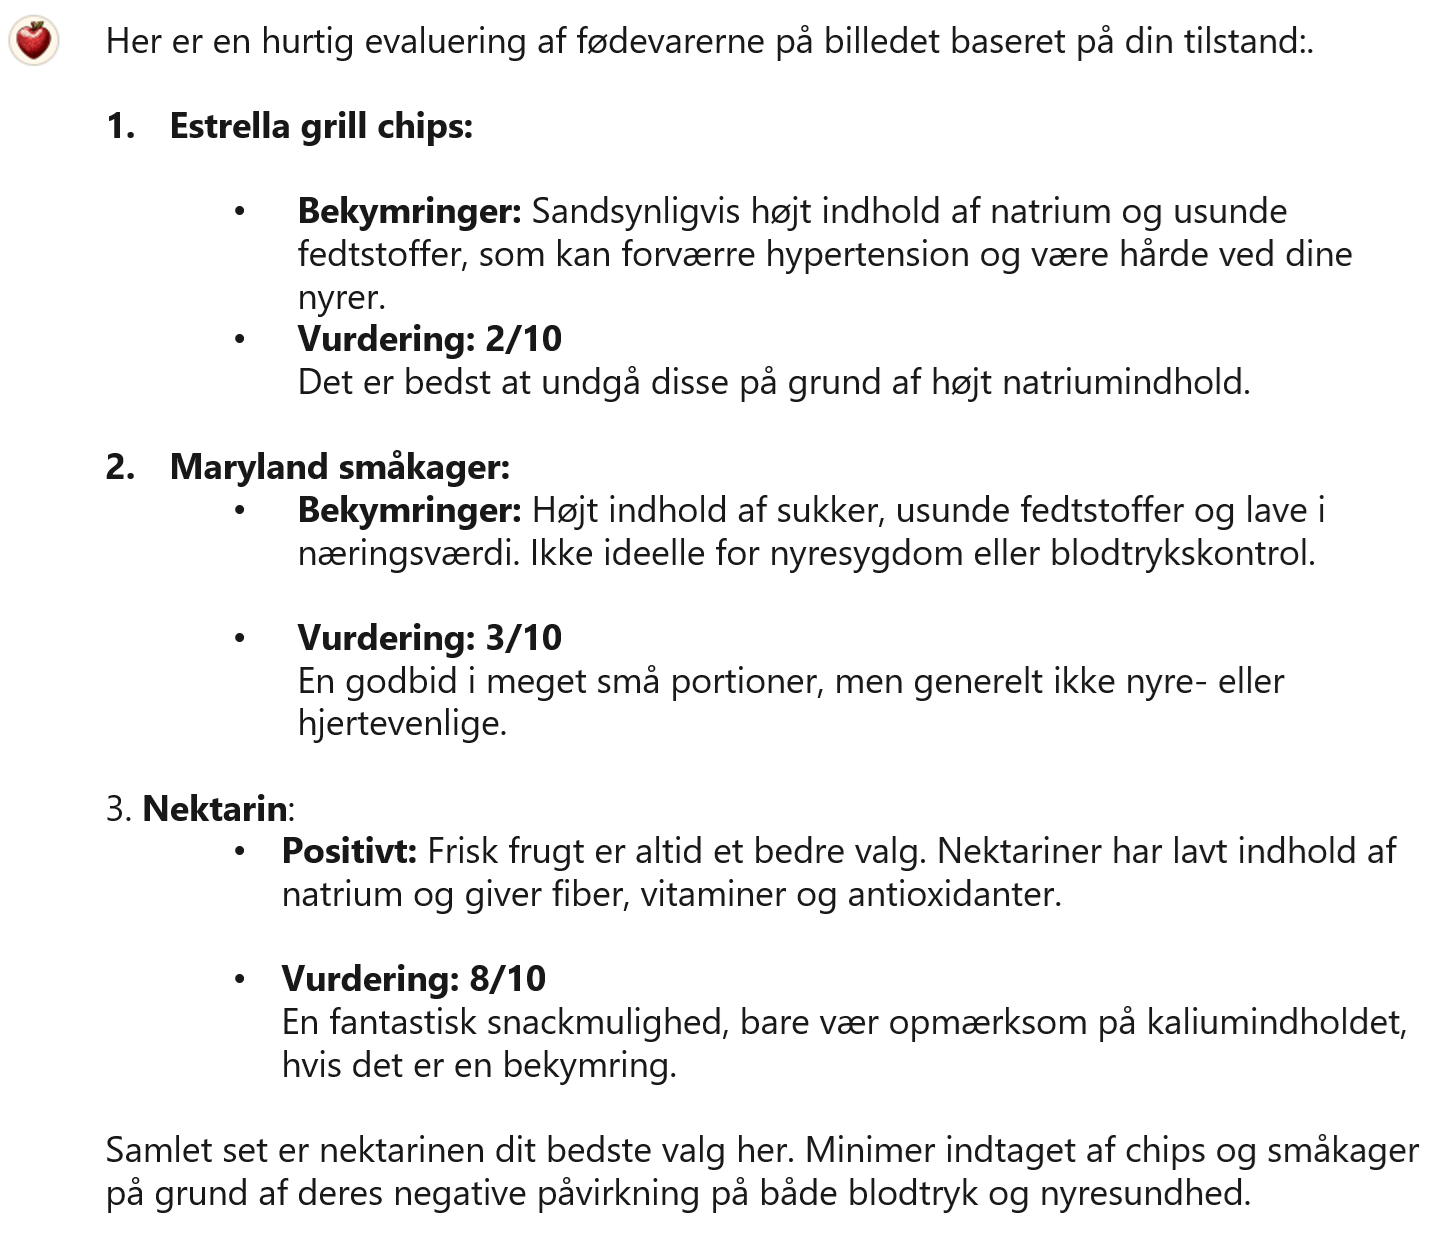 Her er en hurtig evaluering af fødevarerne på billedet baseret på din tilstand:.
1. Estrella grill chips:
• Bekymringer: Sandsynligvis højt indhold af natrium og usunde
fedtstoffer, som kan forværre hypertension og være hårde ved dine
nyrer.
• Vurdering: 2/10
Det er bedst at undgå disse på grund af højt natriumindhold.
2. Maryland småkager:
• Bekymringer: Højt indhold af sukker, usunde fedtstoffer og lave i
næringsværdi. Ikke ideelle for nyresygdom eller blodtrykskontrol.
• Vurdering: 3/10
En godbid i meget små portioner, men generelt ikke nyre- eller
hjertevenlige.
3. Nektarin:
• Positivt: Frisk frugt er altid et bedre valg. Nektariner har lavt indhold af
natrium og giver fiber, vitaminer og antioxidanter.
• Vurdering: 8/10
En fantastisk snackmulighed, bare vær opmærksom på kaliumindholdet,
hvis det er en bekymring.
Samlet set er nektarinen dit bedste valg her. Minimer indtaget af chips og småkager
på grund af deres negative påvirkning på både blodtryk og nyresundhed.